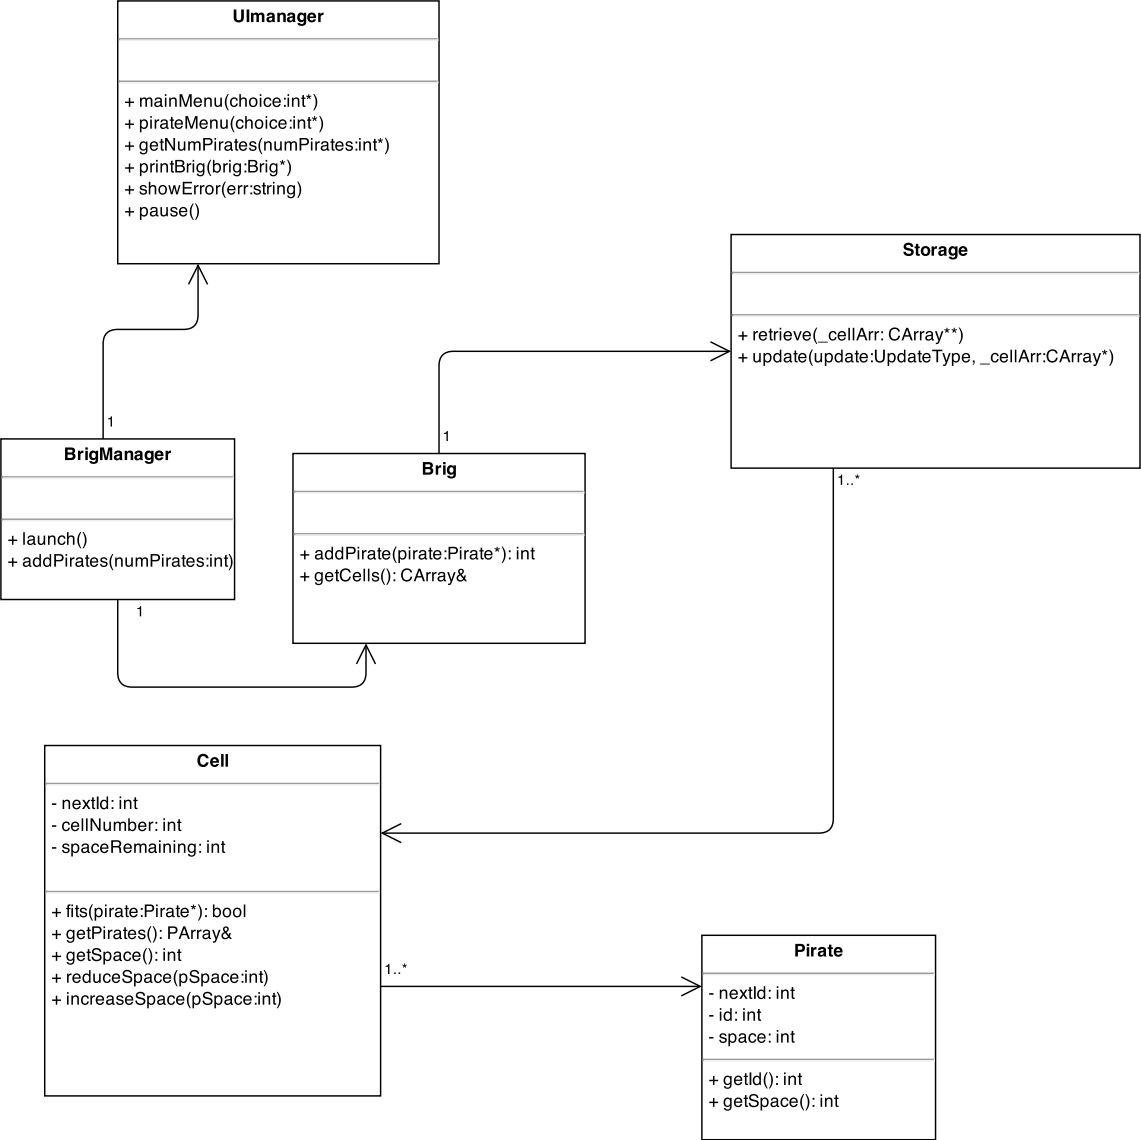 UImanager
+ mainMenu(choice:int*)
+ pirateMenu(choice:int*)
+ getNumPirates(numPirates:int*)
+ printBrig(brig:Brig*)
+ showError(err:string)
+ pause()
Storage
+ retrieve(_cellArr: CArray**)
+ update(update:UpdateType, _cellArr:CArray*)
1
1
BrigManager
+ launch()
+ addPirates(numPirates:int)
Brig
+ addPirate(pirate:Pirate*): int
+ getCells(): CArray&
1..*
1
Cell
- nextId: int
- cellNumber: int
- spaceRemaining: int
+ fits(pirate:Pirate*): bool
+ getPirates(): PArray&
+ getSpace(): int
+ reduceSpace(pSpace:int)
+ increaseSpace(pSpace:int)
1..*
Pirate
- nextId: int
- id: int
- space: int
+ getId(): int
+ getSpace(): int